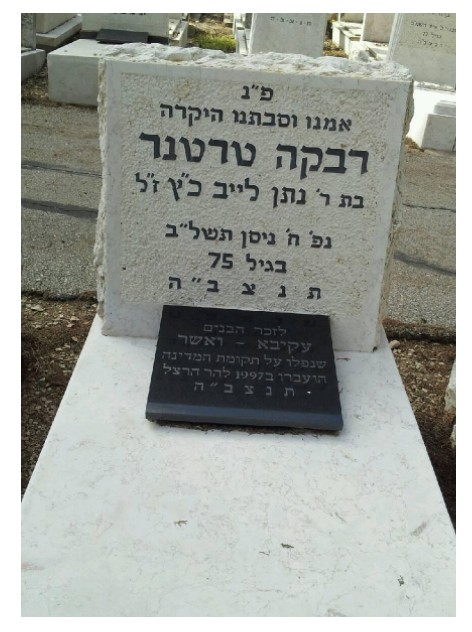 פ״נ
אמנו וסבתנו היקרה
רבקה טרטנר
בת ר׳ נתן לייב כ״ץ ז״ל
נפ׳ ח׳ ניסן תשל״ב
בגיל 75
ת נ צ ב״ה
לזכר הבנים
עקיבא - ואשר
שנפלו על תקומת המדינה
הועברו ב1997 להר הרצל
ת נ צ ב״ה